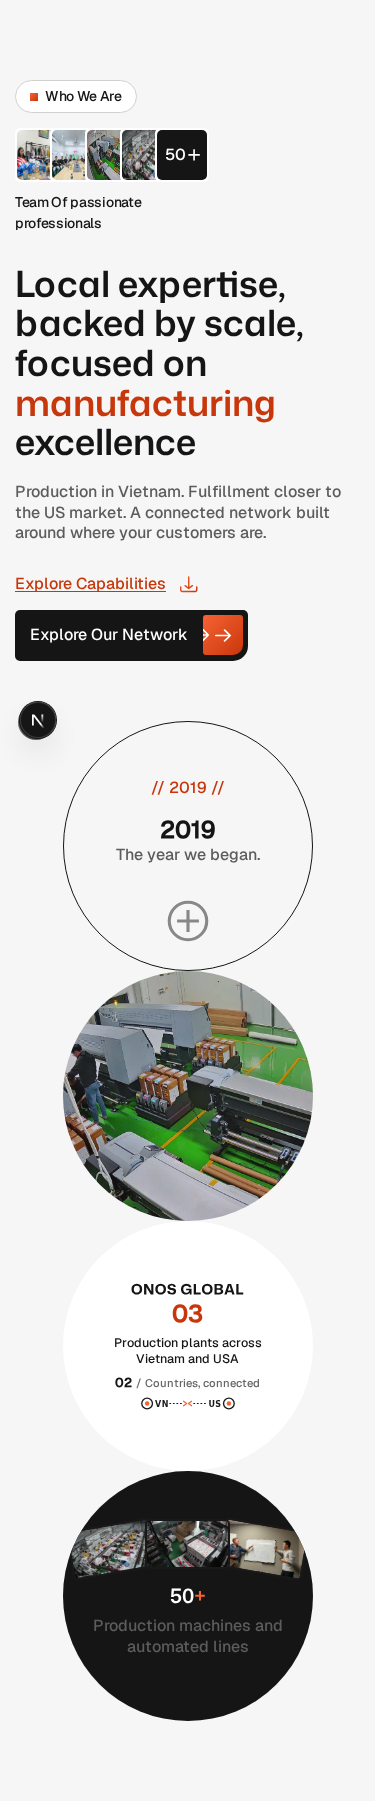 Who We Are
50+
Team Of passionate
professionals
Local expertise,
backed by scale,
focused on
manufacturing
excellence
Production in Vietnam. Fulfillment closer to
the US market. A connected network built
around where your customers are.
Explore Capabilities
Explore Our Network
N
// 2019 //
2019
The year we began.
ONOS GLOBAL
03
Production plants across
Vietnam and USA
02 / Countries, connected
VN US
50+
Production machines and
automated lines